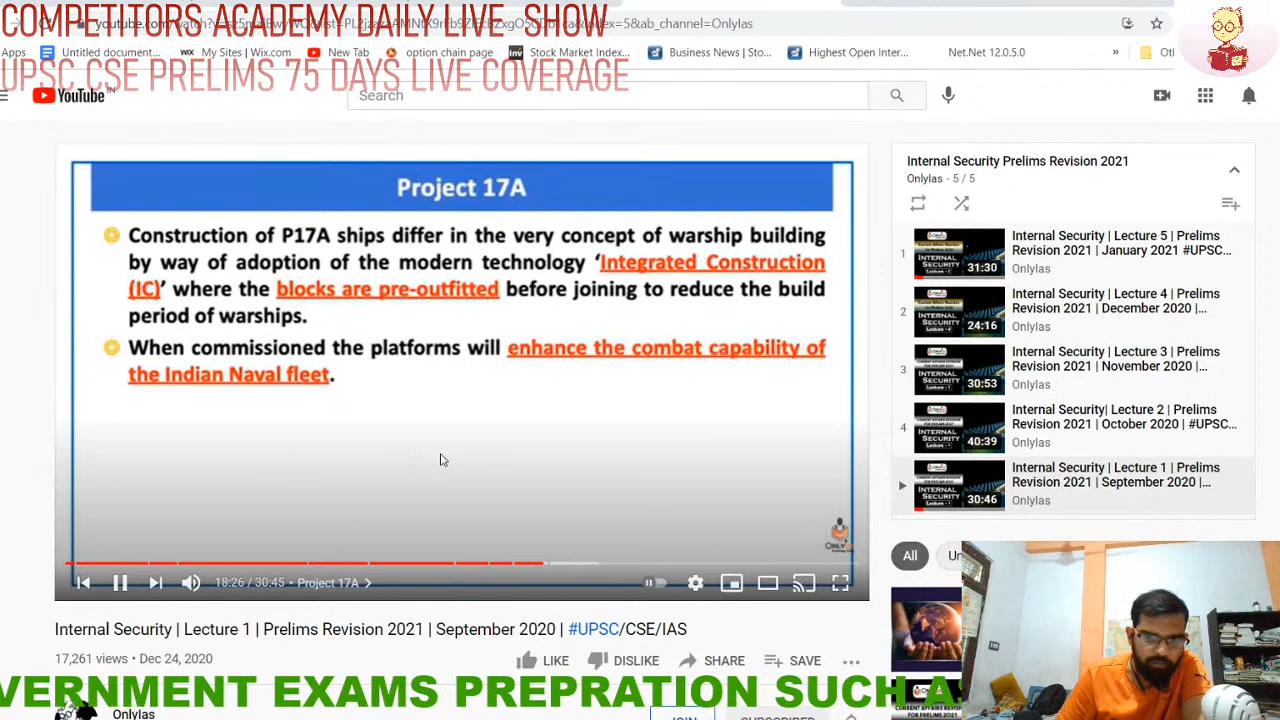 COMPETITORS ACADEMY DAILY LIVE SHOW
UPSC CSE PRELIMS 75 DAYS LIVE COVERAGE
Apps
Untitled document...
My Sites | Wix.com
New Tab
option chain page
Stock Market Index...
Business News | Sto...
Highest Open Inter...
Net.Net 12.0.5.0
»
YouTube
Search
Project 17A
Construction of P17A ships differ in the very concept of warship building
by way of adoption of the modern technology ‘Integrated Construction
(IC)’ where the blocks are pre-outfitted before joining to reduce the build
period of warships.
When commissioned the platforms will enhance the combat capability of
the Indian Naval fleet.
18:26 / 30:45 • Project 17A
Internal Security | Lecture 1 | Prelims Revision 2021 | September 2020 | #UPSC/CSE/IAS
17,261 views • Dec 24, 2020
LIKE
DISLIKE
SHARE
SAVE
Internal Security Prelims Revision 2021
OnlyIas - 5 / 5
1
31:30
Internal Security | Lecture 5 | Prelims
Revision 2021 | January 2021 #UPSC...
OnlyIas
2
24:16
Internal Security | Lecture 4 | Prelims
Revision 2021 | December 2020 |...
OnlyIas
3
30:53
Internal Security | Lecture 3 | Prelims
Revision 2021 | November 2020 |...
OnlyIas
4
40:39
Internal Security| Lecture 2 | Prelims
Revision 2021 | October 2020 | #UPSC...
OnlyIas
30:46
Internal Security | Lecture 1 | Prelims
Revision 2021 | September 2020 |...
OnlyIas
All
VERNMENT EXAMS PREPRATION SUCH AS
OnlyIas
JOIN
SUBSCRIBED